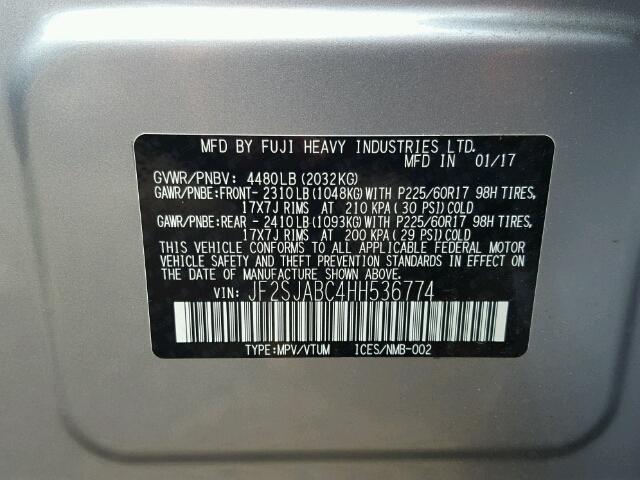 MFD BY FUJI HEAVY INDUSTRIES LTD.
MFD IN 01/17
GVWR/PNBV: 4480LB(2032KG)
GAWR/PNBE:FRONT- 2310LB(1048KG)WITH P225/60R17 98H TIRES,
17X7J RIMS AT 210 KPA(30 PSI)COLD
GAWR/PNBE:REAR - 2410LB(1093KG)WITH P225/60R17 98H TIRES,
17X7J RIMS AT 200 KPA(29 PSI)COLD
THIS VEHICLE CONFORMS TO ALL APPLICABLE FEDERAL MOTOR
VEHICLE SAFETY AND THEFT PREVENTION STANDARDS IN EFFECT
ON THE DATE OF MANUFACTURE SHOWN ABOVE.
VIN: JF2SJABC4HH536774
TYPE:MPV/VTUM ICES/NMB-002